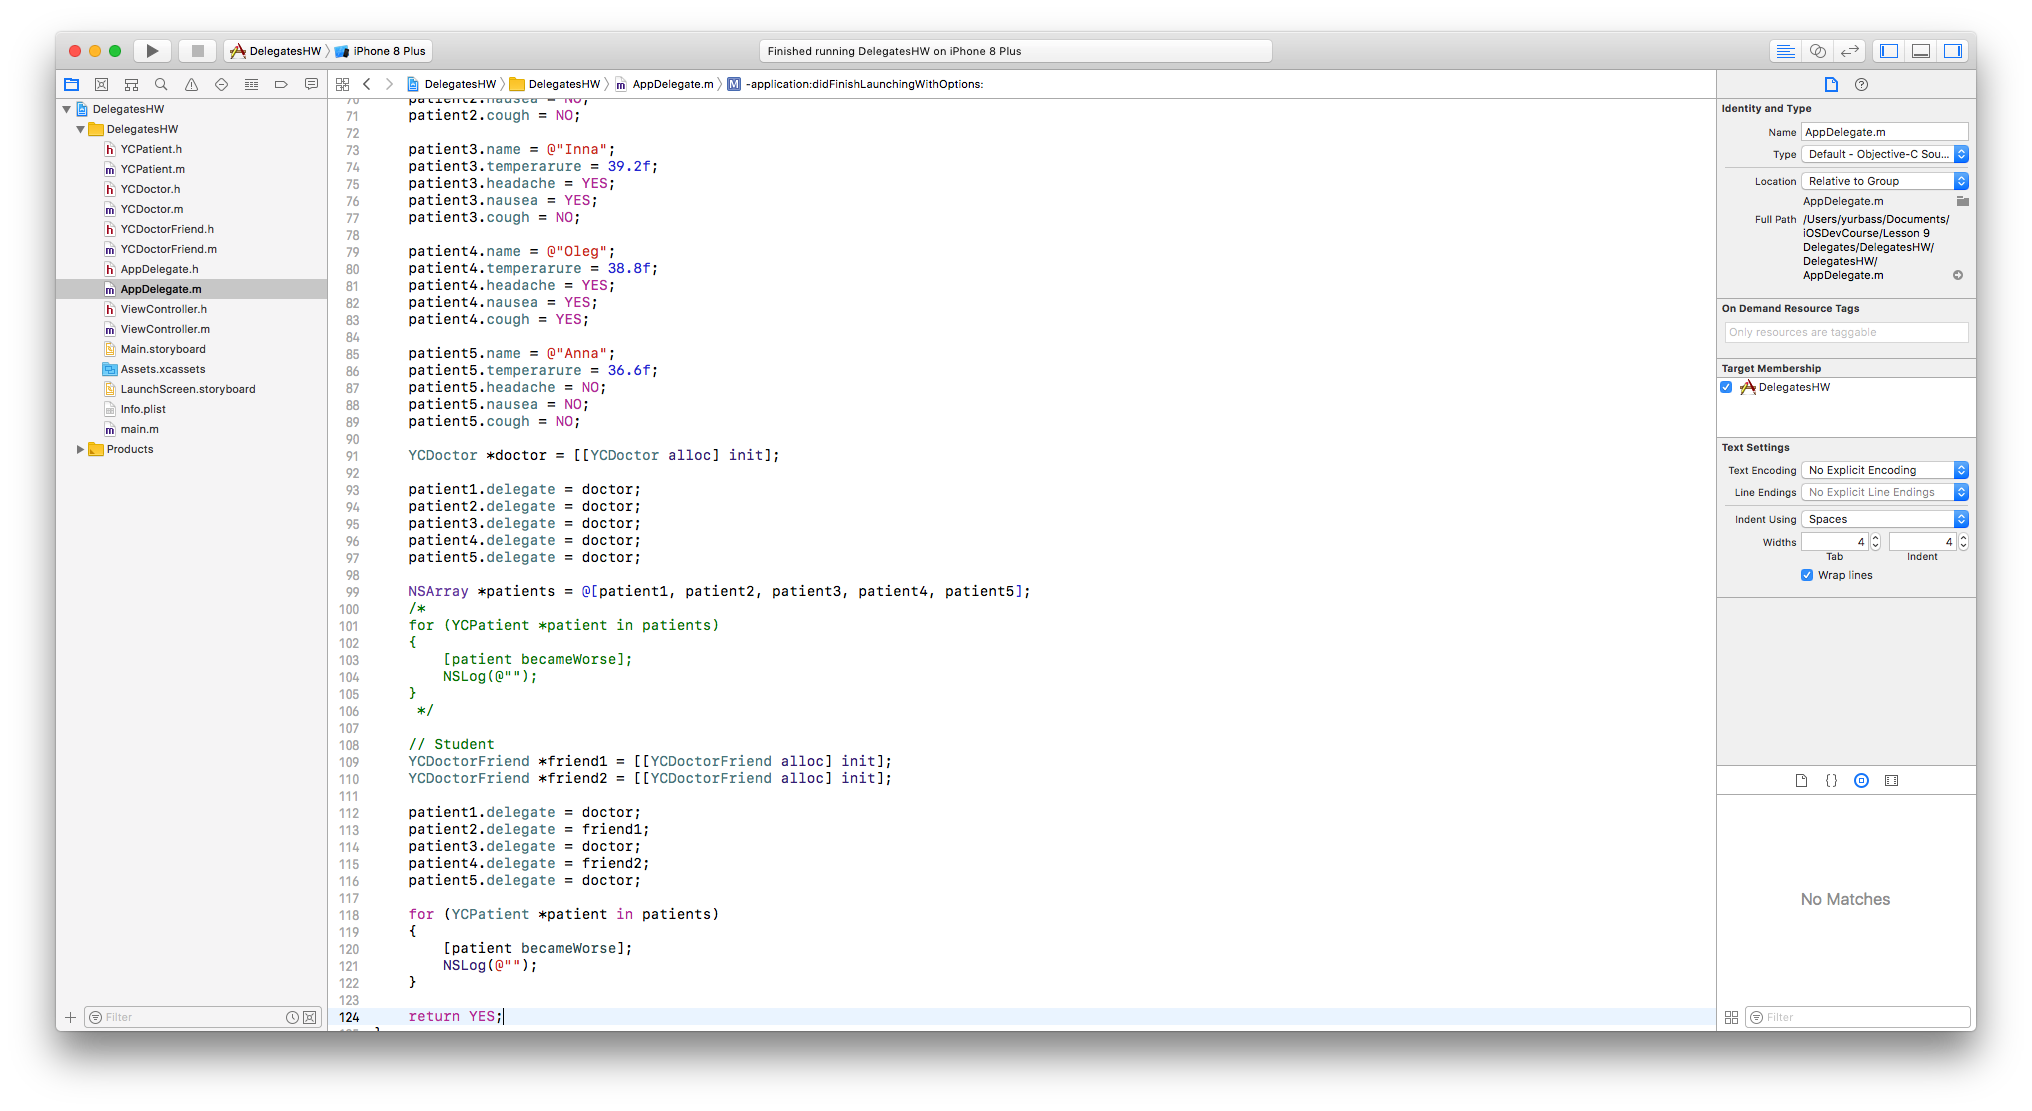 DelegatesHW iPhone 8 Plus
Finished running DelegatesHW on iPhone 8 Plus
DelegatesHW DelegatesHW AppDelegate.m M -application:didFinishLaunchingWithOptions:
DelegatesHW
DelegatesHW
YCPatient.h
YCPatient.m
YCDoctor.h
YCDoctor.m
YCDoctorFriend.h
YCDoctorFriend.m
AppDelegate.h
AppDelegate.m
ViewController.h
ViewController.m
Main.storyboard
Assets.xcassets
LaunchScreen.storyboard
Info.plist
main.m
Products
Filter
70 patient2.nausea = NO;
71 patient2.cough = NO;
72
73 patient3.name = @"Inna";
74 patient3.temperarure = 39.2f;
75 patient3.headache = YES;
76 patient3.nausea = YES;
77 patient3.cough = NO;
78
79 patient4.name = @"Oleg";
80 patient4.temperarure = 38.8f;
81 patient4.headache = YES;
82 patient4.nausea = YES;
83 patient4.cough = YES;
84
85 patient5.name = @"Anna";
86 patient5.temperarure = 36.6f;
87 patient5.headache = NO;
88 patient5.nausea = NO;
89 patient5.cough = NO;
90
91 YCDoctor *doctor = [[YCDoctor alloc] init];
92
93 patient1.delegate = doctor;
94 patient2.delegate = doctor;
95 patient3.delegate = doctor;
96 patient4.delegate = doctor;
97 patient5.delegate = doctor;
98
99 NSArray *patients = @[patient1, patient2, patient3, patient4, patient5];
100 /*
101 for (YCPatient *patient in patients)
102 {
103 [patient becameWorse];
104 NSLog(@"");
105 }
106 */
107
108 // Student
109 YCDoctorFriend *friend1 = [[YCDoctorFriend alloc] init];
110 YCDoctorFriend *friend2 = [[YCDoctorFriend alloc] init];
111
112 patient1.delegate = doctor;
113 patient2.delegate = friend1;
114 patient3.delegate = doctor;
115 patient4.delegate = friend2;
116 patient5.delegate = doctor;
117
118 for (YCPatient *patient in patients)
119 {
120 [patient becameWorse];
121 NSLog(@"");
122 }
123
124 return YES;
Identity and Type
Name AppDelegate.m
Type Default - Objective-C Sou...
Location Relative to Group
AppDelegate.m
Full Path /Users/yurbass/Documents/
iOSDevCourse/Lesson 9
Delegates/DelegatesHW/
DelegatesHW/
AppDelegate.m
On Demand Resource Tags
Only resources are taggable
Target Membership
DelegatesHW
Text Settings
Text Encoding No Explicit Encoding
Line Endings No Explicit Line Endings
Indent Using Spaces
Widths 4 4
Tab Indent
Wrap lines
{ }
No Matches
Filter